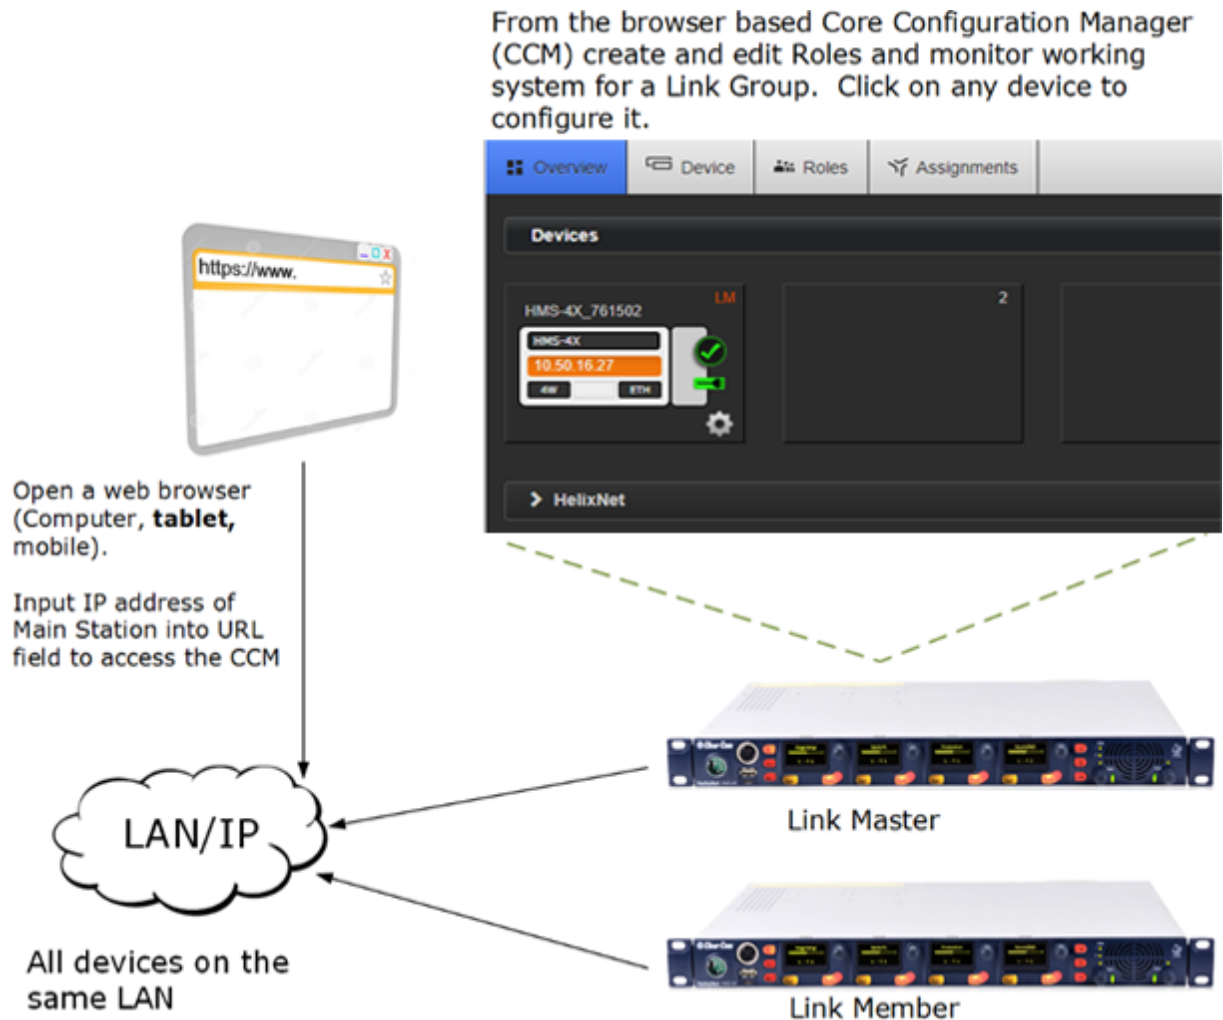 From the browser based Core Configuration Manager
(CCM) create and edit Roles and monitor working
system for a Link Group.  Click on any device to
configure it.
Overview
Device
Roles
Assignments
Devices
https://www.
HMS-4X_761502
LM
2
HMS-4X
10.50.16.27
4W
ETH
HelixNet
Open a web browser
(Computer, tablet,
mobile).
Input IP address of
Main Station into URL
field to access the CCM
LAN/IP
Clear-Com
Link Master
All devices on the
same LAN
Clear-Com
Link Member